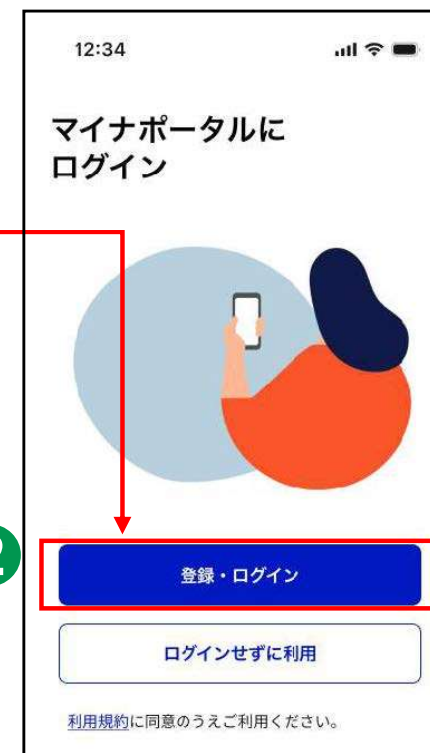 12:34
マイナポータルに
ログイン
2
登録・ログイン
ログインせずに利用
利用規約に同意のうえご利用ください。